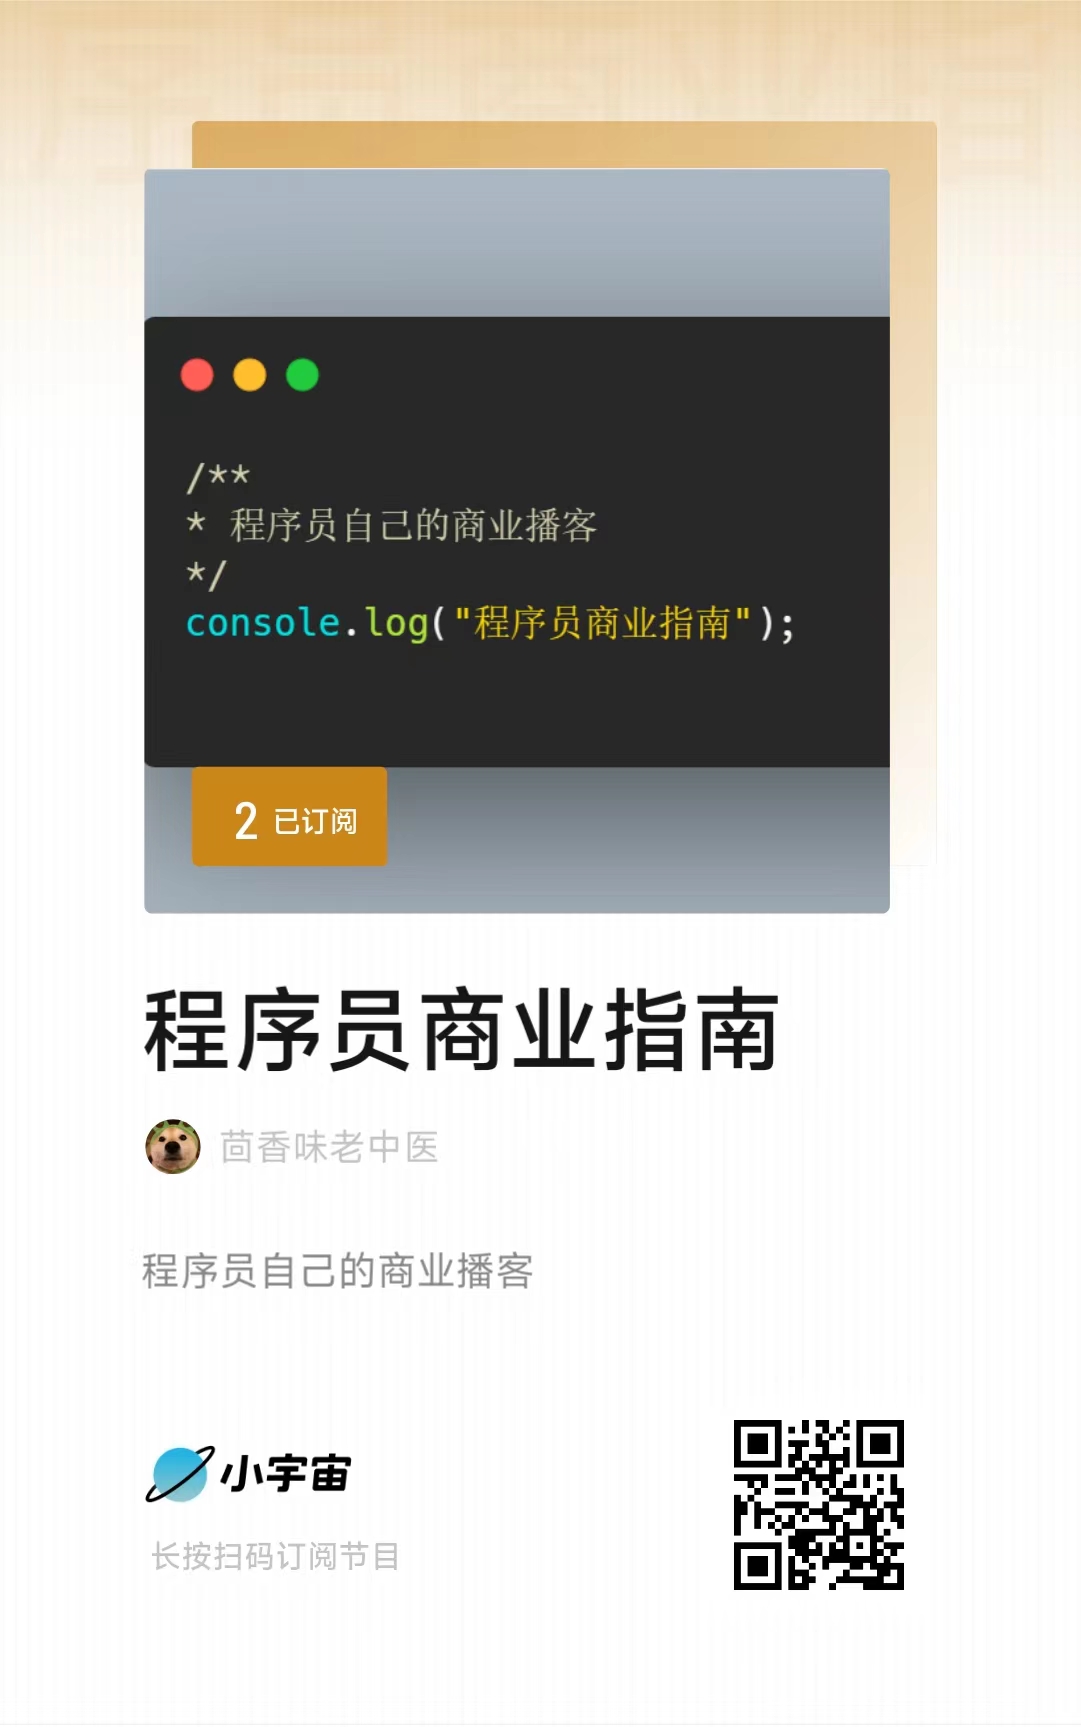 /**
* 程序员自己的商业播客
*/
console.log("程序员商业指南");
2 已订阅
程序员商业指南
茴香味老中医
程序员自己的商业播客
小宇宙
长按扫码订阅节目